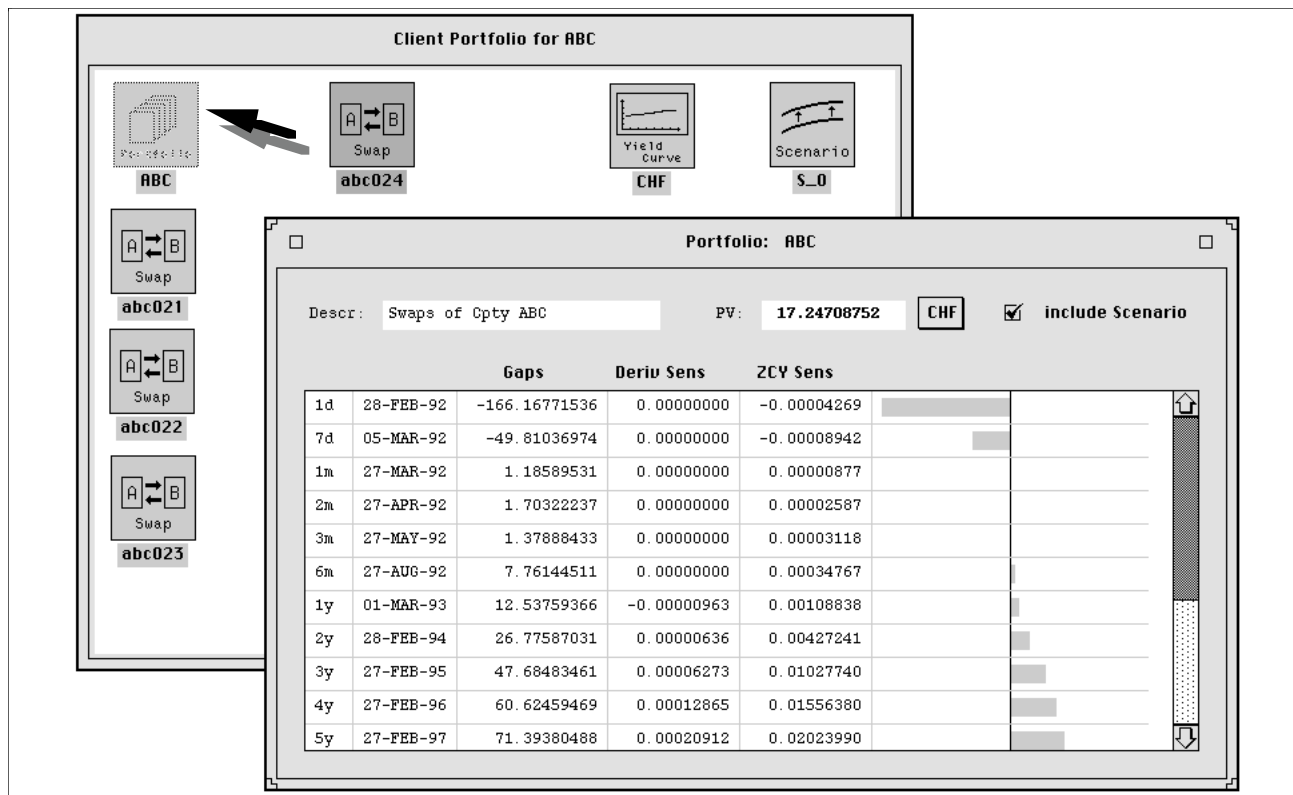 Client Portfolio for ABC
A B
Swap
Yield
Curve
Scenario
ABC
abc024
CHF
S_0
A B
Swap
abc021
A B
Swap
abc022
A B
Swap
abc023
Portfolio: ABC
Descr: Swaps of Cpty ABC PV: 17.24708752 CHF include Scenario
Gaps Deriv Sens ZCY Sens
1d 28-FEB-92 -166.16771536 0.00000000 -0.00004269
7d 05-MAR-92 -49.81036974 0.00000000 -0.00008942
1m 27-MAR-92 1.18589531 0.00000000 0.00000877
2m 27-APR-92 1.70322237 0.00000000 0.00002587
3m 27-MAY-92 1.37888433 0.00000000 0.00003118
6m 27-AUG-92 7.76144511 0.00000000 0.00034767
1y 01-MAR-93 12.53759366 -0.00000963 0.00108838
2y 28-FEB-94 26.77587031 0.00000636 0.00427241
3y 27-FEB-95 47.68483461 0.00006273 0.01027740
4y 27-FEB-96 60.62459469 0.00012865 0.01556380
5y 27-FEB-97 71.39380488 0.00020912 0.02023990